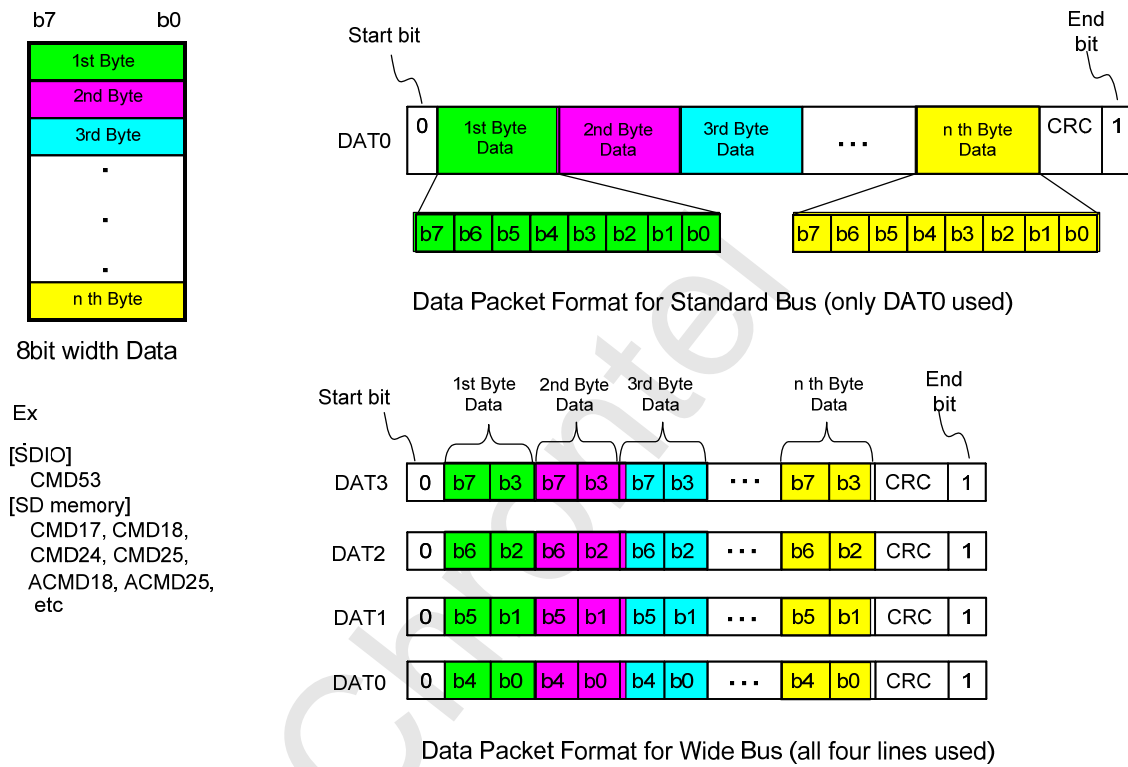 b7 b0
1st Byte
2nd Byte
3rd Byte
.
.
.
n th Byte
8bit width Data
Ex
[SDIO]
CMD53
[SD memory]
CMD17, CMD18,
CMD24, CMD25,
ACMD18, ACMD25,
etc
Start bit
End
bit
DAT0
0
1st Byte
Data
2nd Byte
Data
3rd Byte
Data
...
n th Byte
Data
CRC
1
b7 b6 b5 b4 b3 b2 b1 b0
b7 b6 b5 b4 b3 b2 b1 b0
Data Packet Format for Standard Bus (only DAT0 used)
Start bit
1st Byte
Data
2nd Byte
Data
3rd Byte
Data
n th Byte
Data
End
bit
DAT3 0 b7 b3 b7 b3 b7 b3 ... b7 b3 CRC 1
DAT2 0 b6 b2 b6 b2 b6 b2 ... b6 b2 CRC 1
DAT1 0 b5 b1 b5 b1 b5 b1 ... b5 b1 CRC 1
DAT0 0 b4 b0 b4 b0 b4 b0 ... b4 b0 CRC 1
Data Packet Format for Wide Bus (all four lines used)
Chrontel